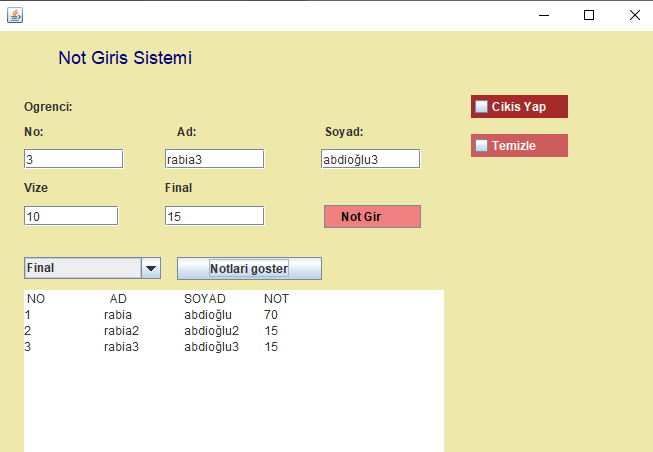 Not Giris Sistemi
Ogrenci:
Cikis Yap
No: Ad: Soyad:
Temizle
3 rabia3 abdioğlu3
Vize Final
10 15 Not Gir
Final Notlari goster
NO AD SOYAD NOT
1 rabia abdioğlu 70
2 rabia2 abdioğlu2 15
3 rabia3 abdioğlu3 15